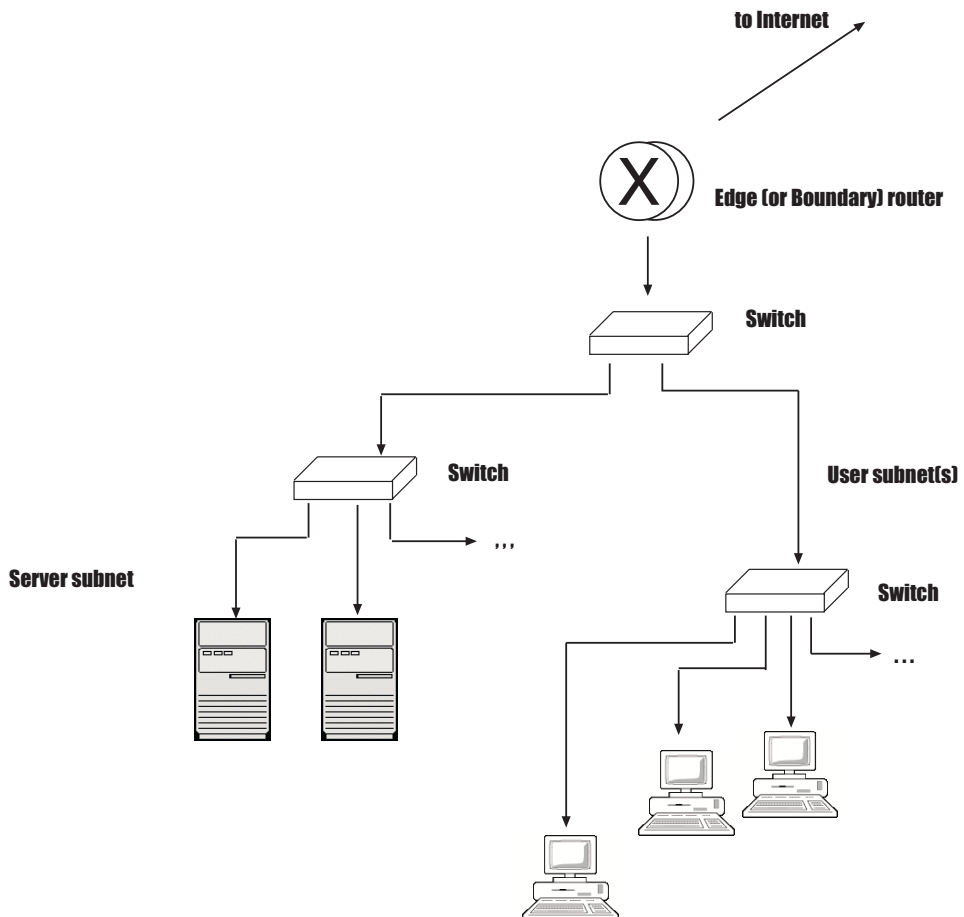 to Internet
X
Edge (or Boundary) router
Switch
Switch
User subnet(s)
,,,
Server subnet
Switch
...